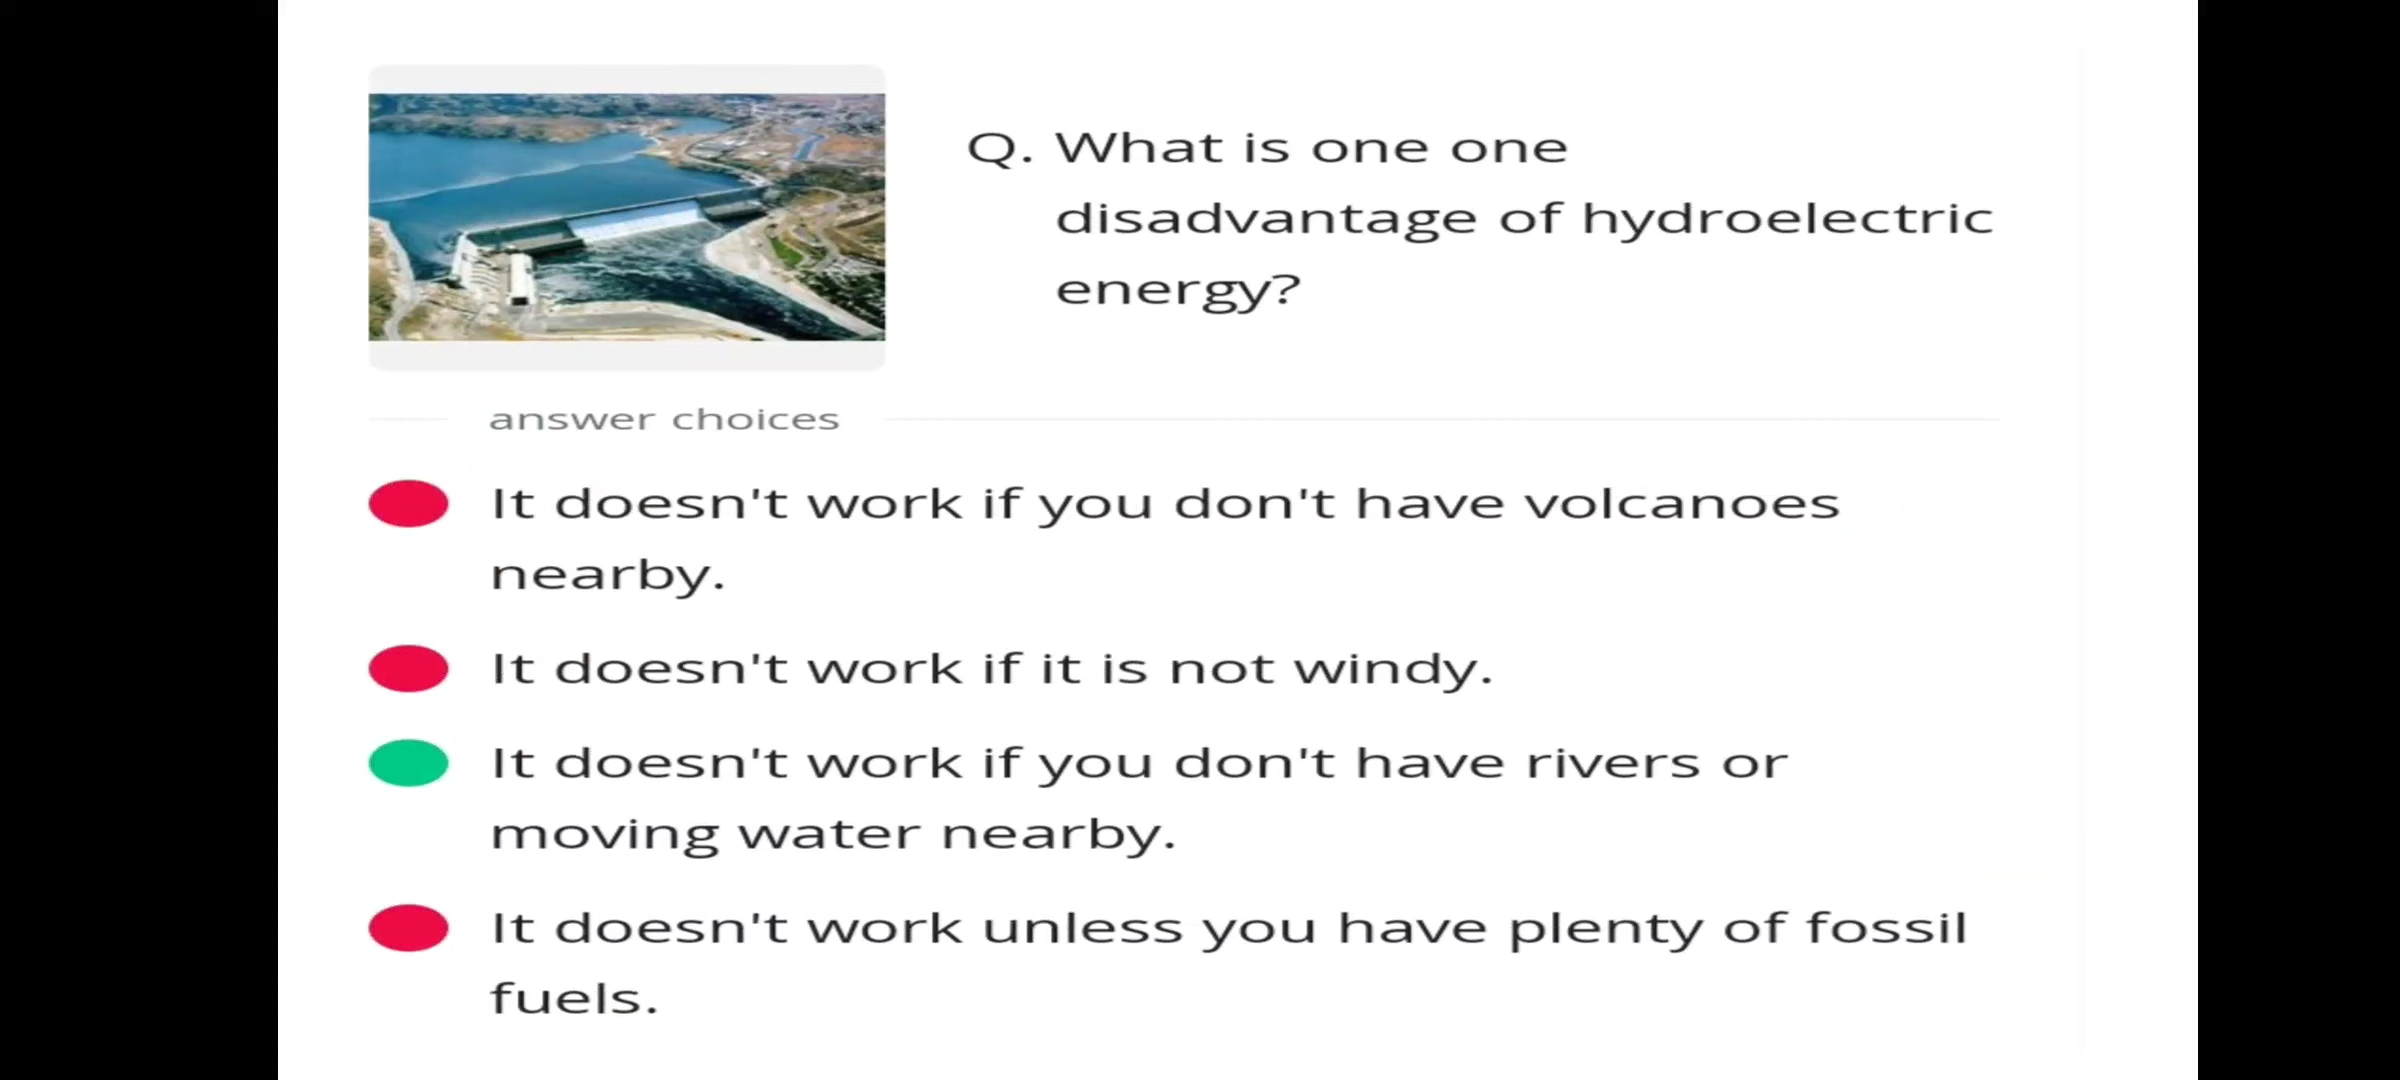 Q. What is one one
disadvantage of hydroelectric
energy?
answer choices
It doesn't work if you don't have volcanoes
nearby.
It doesn't work if it is not windy.
It doesn't work if you don't have rivers or
moving water nearby.
It doesn't work unless you have plenty of fossil
fuels.